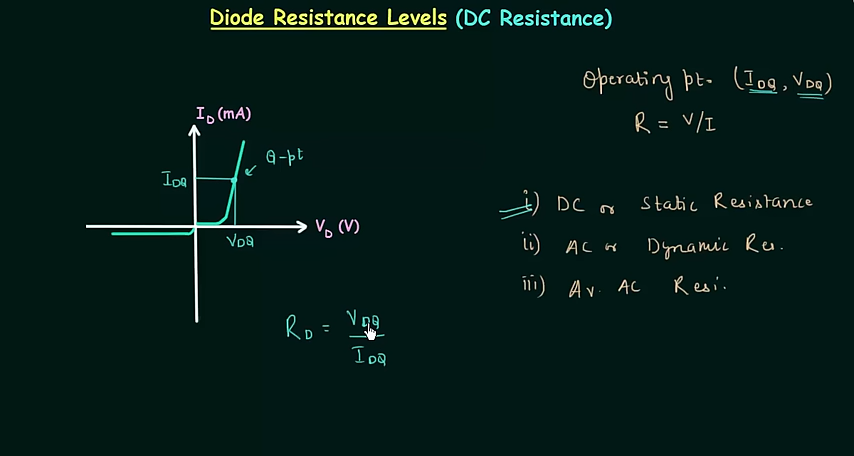 Diode Resistance Levels (DC Resistance)
Operating pt. (IDQ, VDQ)
R = V/I
ID (mA)
Q-pt
IDQ
VD (V)
VDQ
i) DC or Static Resistance
ii) AC or Dynamic Res.
iii) Av. AC Resi.
RD = VDQ
IDQ